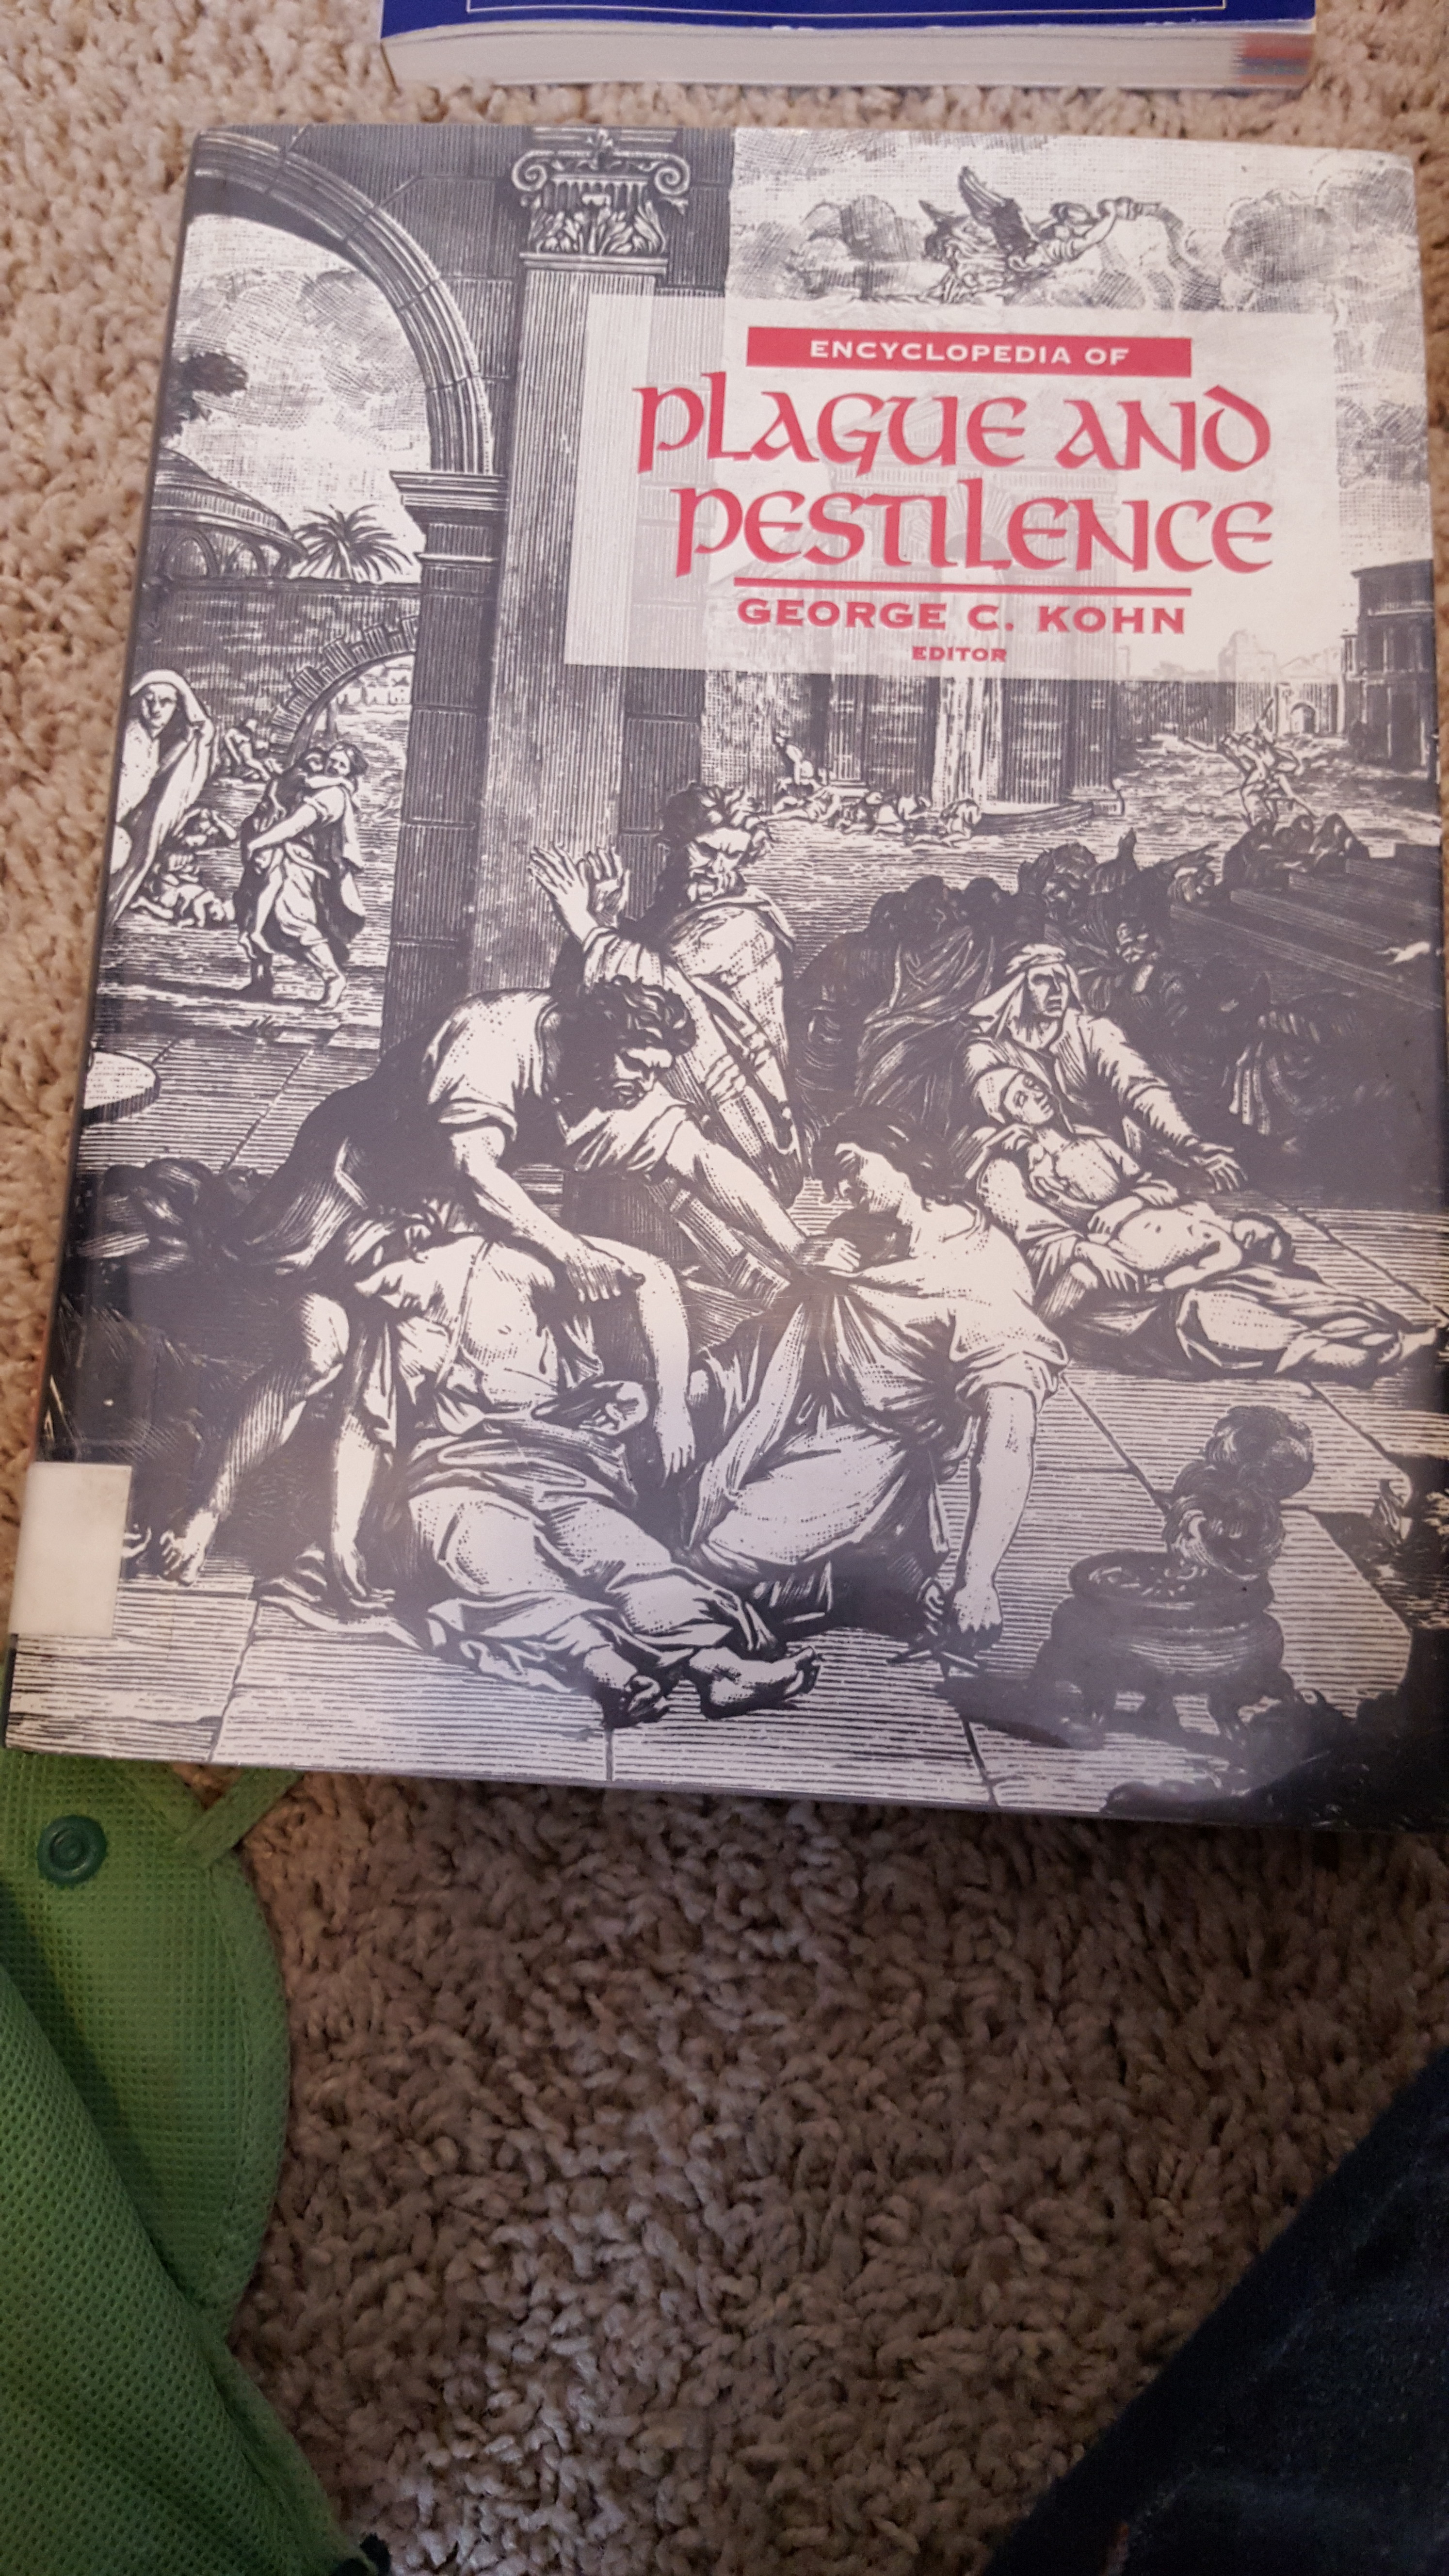 ENCYCLOPEDIA OF
PLAGUE AND
PESTILENCE
GEORGE C. KOHN
EDITOR